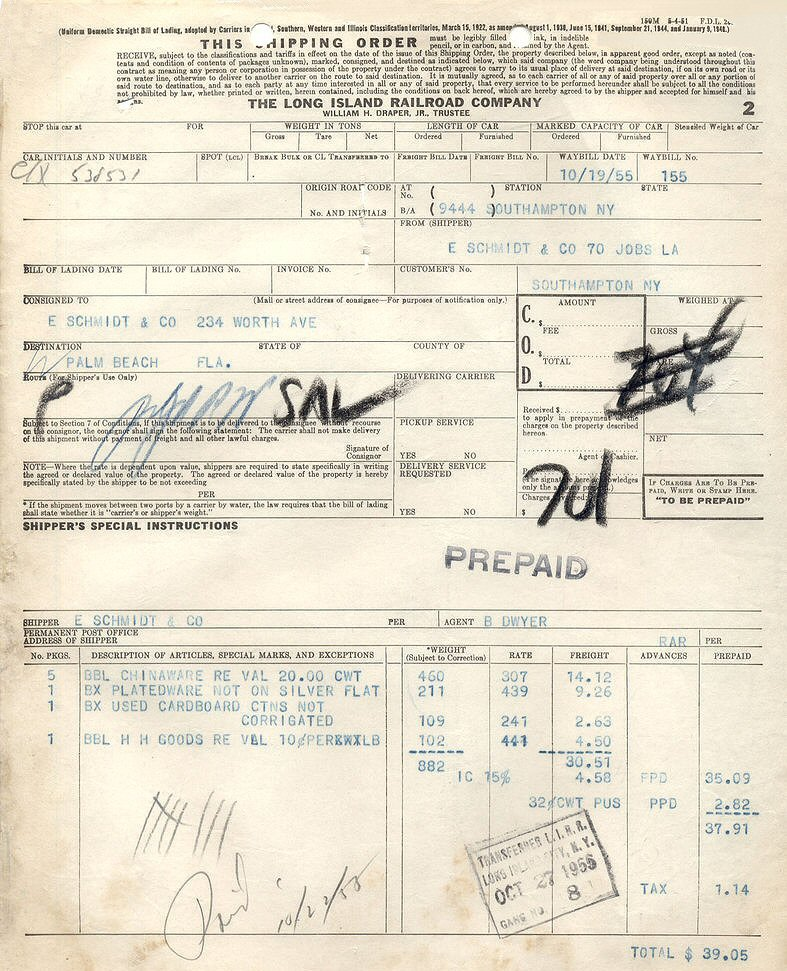 150M 5-4-51 F.D.L.
(Uniform Domestic Straight Bill of Lading, adopted by Carriers in Southern, Western and Illinois Classification territories, March 15, 1922, as amen August 1, 1930, June 15, 1941, September 21, 1944, and January 9, 1948.)
THIS SHIPPING ORDER must be legibly filled in, in ink, in indelible pencil, or in carbon, and by the Agent.
RECEIVE, subject to the classifications and tariffs in effect on the date of the issue of this Shipping Order, the property described below, in apparent good order, except as noted (con-
tents and condition of contents of packages unknown), marked, consigned, and destined as indicated below, which said company (the word company being understood throughout this
contract as meaning any person or corporation in possession of the property under the contract) agrees to carry to its usual place of delivery at said destination, if on its own road or its
own water line, otherwise to deliver to another carrier on the route to said destination. It is mutually agreed, as to each carrier of all or any of said property over all or any portion of
said route to destination, and as to each party at any time interested in all or any of said property, that every service to be performed hereunder shall be subject to all the conditions
not prohibited by law, whether printed or written, herein contained, including the conditions on back hereof, which are hereby agreed to by the shipper and accepted for himself and his
THE LONG ISLAND RAILROAD COMPANY
WILLIAM H. DRAPER, JR., TRUSTEE
2
STOP this car at FOR WEIGHT IN TONS LENGTH OF CAR MARKED CAPACITY OF CAR Stenciled Weight of Car
Gross Tare Net Ordered Furnished Ordered Furnished
CAR INITIALS AND NUMBER SPOT (LCL) BREAK BULK OR CL TRANSFERRED TO FREIGHT BILL DATE FREIGHT BILL NO. WAYBILL DATE WAYBILL NO.
538531 10/19/55 155
ORIGIN ROAD CODE AT ( ) STATION STATE
No.
No. AND INITIALS B/A (9444 ) SOUTHAMPTON NY
FROM (SHIPPER)
E SCHMIDT & CO 70 JOBS LA
BILL OF LADING DATE BILL OF LADING No. INVOICE No. CUSTOMER'S No.
SOUTHAMPTON NY
CONSIGNED TO (Mail or street address of consignee—For purposes of notification only.)
E SCHMIDT & CO 234 WORTH AVE
C. O. D AMOUNT $ FEE $ TOTAL $
WEIGHED AT
GROSS
TARE
NET
DESTINATION STATE OF COUNTY OF
W PALM BEACH FLA.
ROUTE (For Shipper's Use Only) DELIVERING CARRIER
P SAL
Subject to Section 7 of Conditions, if this shipment is to be delivered to the consignee without recourse
on the consignor, the consignor shall sign the following statement: The carrier shall not make delivery
of this shipment without payment of freight and all other lawful charges.
Signature of
Consignor
PICKUP SERVICE
YES NO
Received $
to apply in prepayment of the
charges on the property described
hereon.
Agent or Cashier.
(The signature here acknowledges
only the amount prepaid.)
Charges Advanced:
$
NOTE—Where the rate is dependent upon value, shippers are required to state specifically in writing
the agreed or declared value of the property. The agreed or declared value of the property is hereby
specifically stated by the shipper to be not exceeding
PER
DELIVERY SERVICE
REQUESTED
YES NO
IF CHARGES ARE TO BE PRE-
PAID, WRITE OR STAMP HERE.
"TO BE PREPAID"
* If the shipment moves between two ports by a carrier by water, the law requires that the bill of lading
shall state whether it is "carrier's or shipper's weight."
SHIPPER'S SPECIAL INSTRUCTIONS
PREPAID
SHIPPER E SCHMIDT & CO PER AGENT B DWYER
PERMANENT POST OFFICE
ADDRESS OF SHIPPER RAR PER
No. PKGS. DESCRIPTION OF ARTICLES, SPECIAL MARKS, AND EXCEPTIONS *WEIGHT (Subject to Correction) RATE FREIGHT ADVANCES PREPAID
5 BBL CHINAWARE RE VAL 20.00 CWT 460 307 14.12
1 BX PLATEDWARE NOT ON SILVER FLAT 211 439 9.26
1 BX USED CARDBOARD CTNS NOT
CORRIGATED 109 241 2.63
1 BBL H H GOODS RE VAL 10¢PER LB 102 441 4.50
882 30.51
IC 15% 4.58 FPD 35.09
32¢CWT PUS PPD 2.82
37.91
TRANSFERRED L.I.R.R.
LONG ISLAND CITY, N.Y.
OCT 27 1955
GANG NO. 8
TAX 1.14
Paid 10/22/55
TOTAL $ 39.05